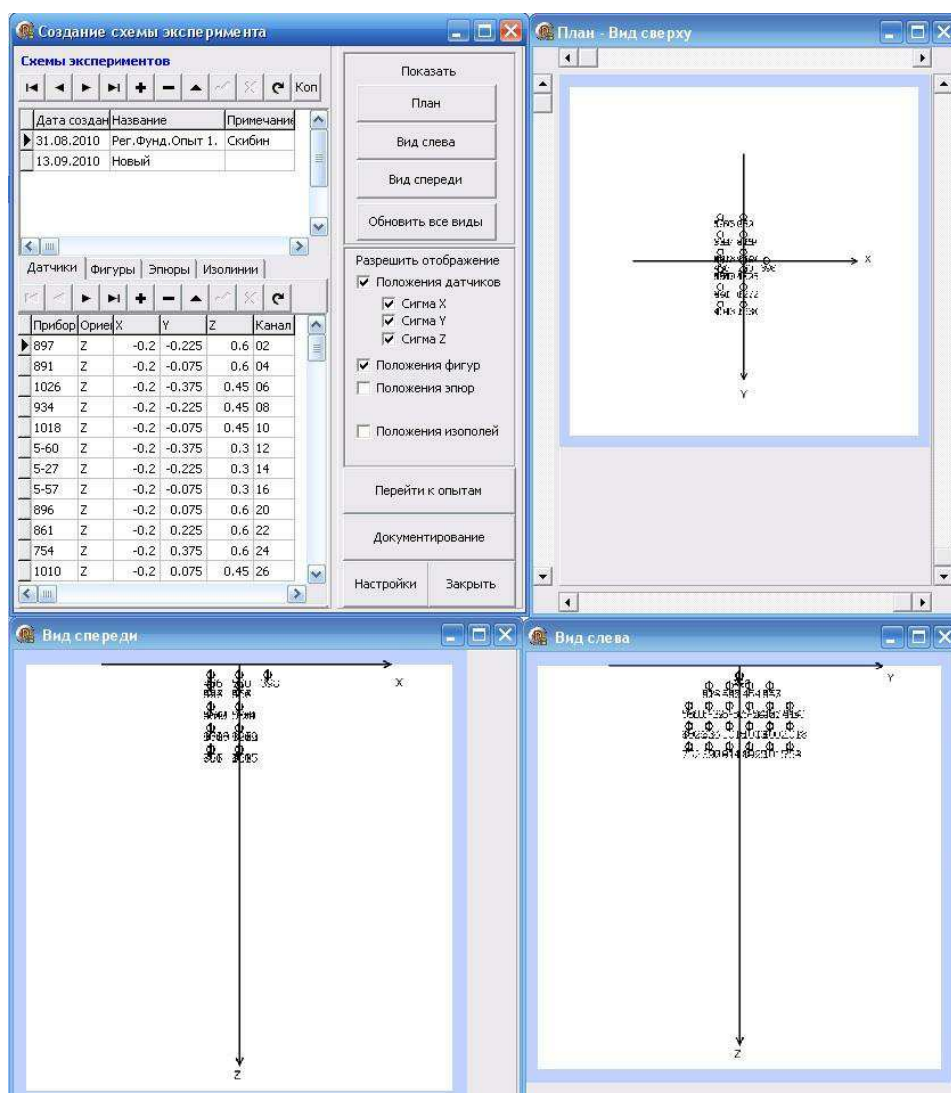 Создание схемы эксперимента
Схемы экспериментов
Коп
Дата создан Название Примечание
31.08.2010 Рег.Фунд.Опыт 1. Скибин
13.09.2010 Новый
Датчики Фигуры Эпюры Изолинии
Прибор Ориен X Y Z Канал
897 Z -0.2 -0.225 0.6 02
891 Z -0.2 -0.075 0.6 04
1026 Z -0.2 -0.375 0.45 06
934 Z -0.2 -0.225 0.45 08
1018 Z -0.2 -0.075 0.45 10
5-60 Z -0.2 -0.375 0.3 12
5-27 Z -0.2 -0.225 0.3 14
5-57 Z -0.2 -0.075 0.3 16
896 Z -0.2 0.075 0.6 20
861 Z -0.2 0.225 0.6 22
754 Z -0.2 0.375 0.6 24
1010 Z -0.2 0.075 0.45 26
Показать
План
Вид слева
Вид спереди
Обновить все виды
Разрешить отображение
Положения датчиков
Сигма X
Сигма Y
Сигма Z
Положения фигур
Положения эпюр
Положения изополей
Перейти к опытам
Документирование
Настройки Закрыть
План - Вид сверху
X
Y
Вид спереди
X
Z
Вид слева
Y
Z